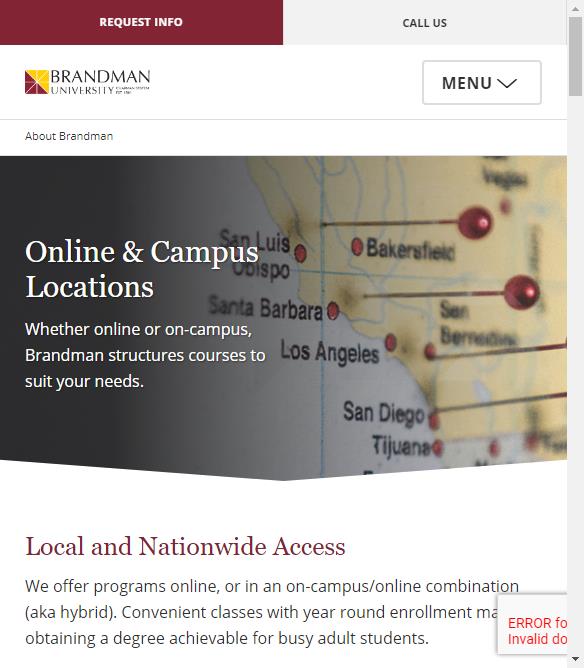 REQUEST INFO
CALL US
BRANDMAN
UNIVERSITY
MENU
About Brandman
Vegas
San Luis
Obispo
Bakersfield
Online & Campus
Locations
Santa Barbara
San
Bernardino
Whether online or on-campus,
Brandman structures courses to
suit your needs.
Los Angeles
San Diego
Tijuana
Local and Nationwide Access
We offer programs online, or in an on-campus/online combination
(aka hybrid). Convenient classes with year round enrollment ma
obtaining a degree achievable for busy adult students.
ERROR fo
Invalid do